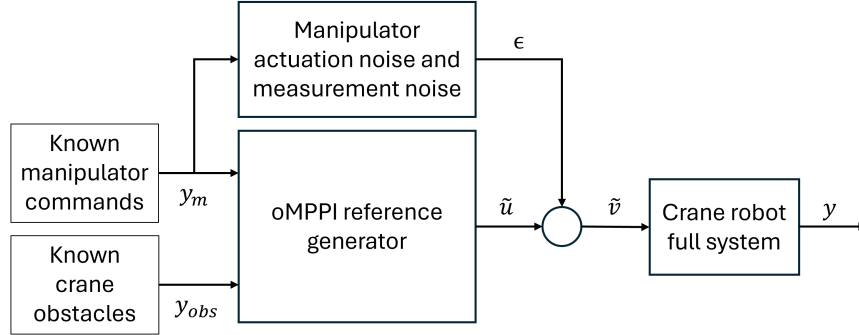 Manipulator
actuation noise and
measurement noise
ϵ
Known
manipulator
commands
y_m
oMPPI reference
generator
ũ
ṽ
Crane robot
full system
y
Known
crane
obstacles
y_obs